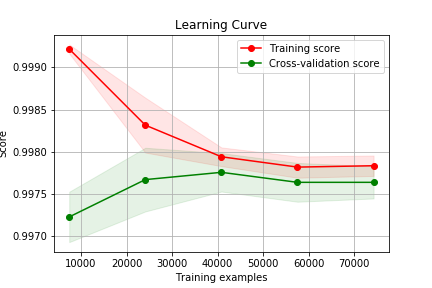 Learning Curve
Training score
Cross-validation score
Score
0.9990
0.9985
0.9980
0.9975
0.9970
10000 20000 30000 40000 50000 60000 70000
Training examples